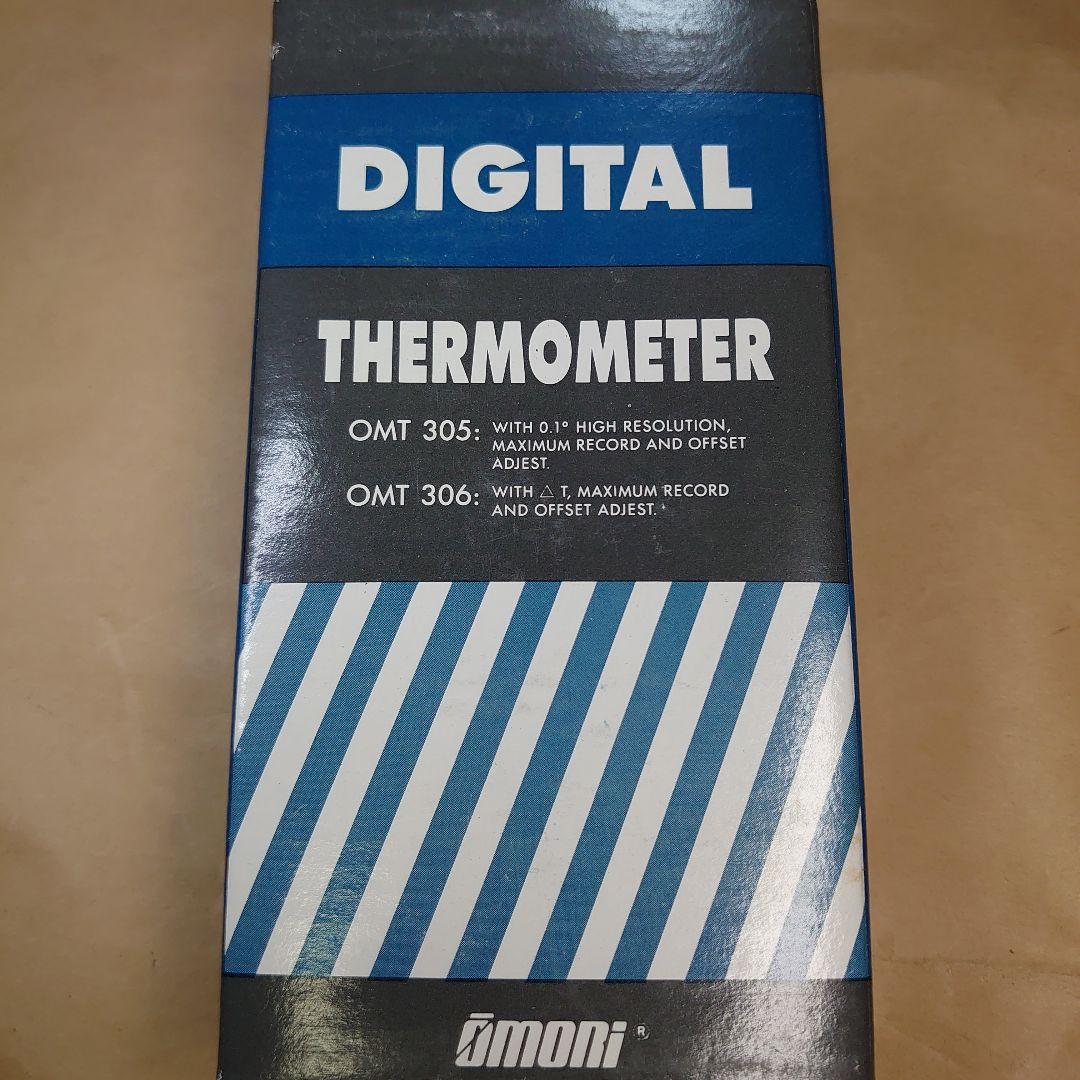 DIGITAL
THERMOMETER
OMT 305: WITH 0.1° HIGH RESOLUTION,
MAXIMUM RECORD AND OFFSET
ADJEST.
OMT 306: WITH △ T, MAXIMUM RECORD
AND OFFSET ADJEST.
ŌMORI ®